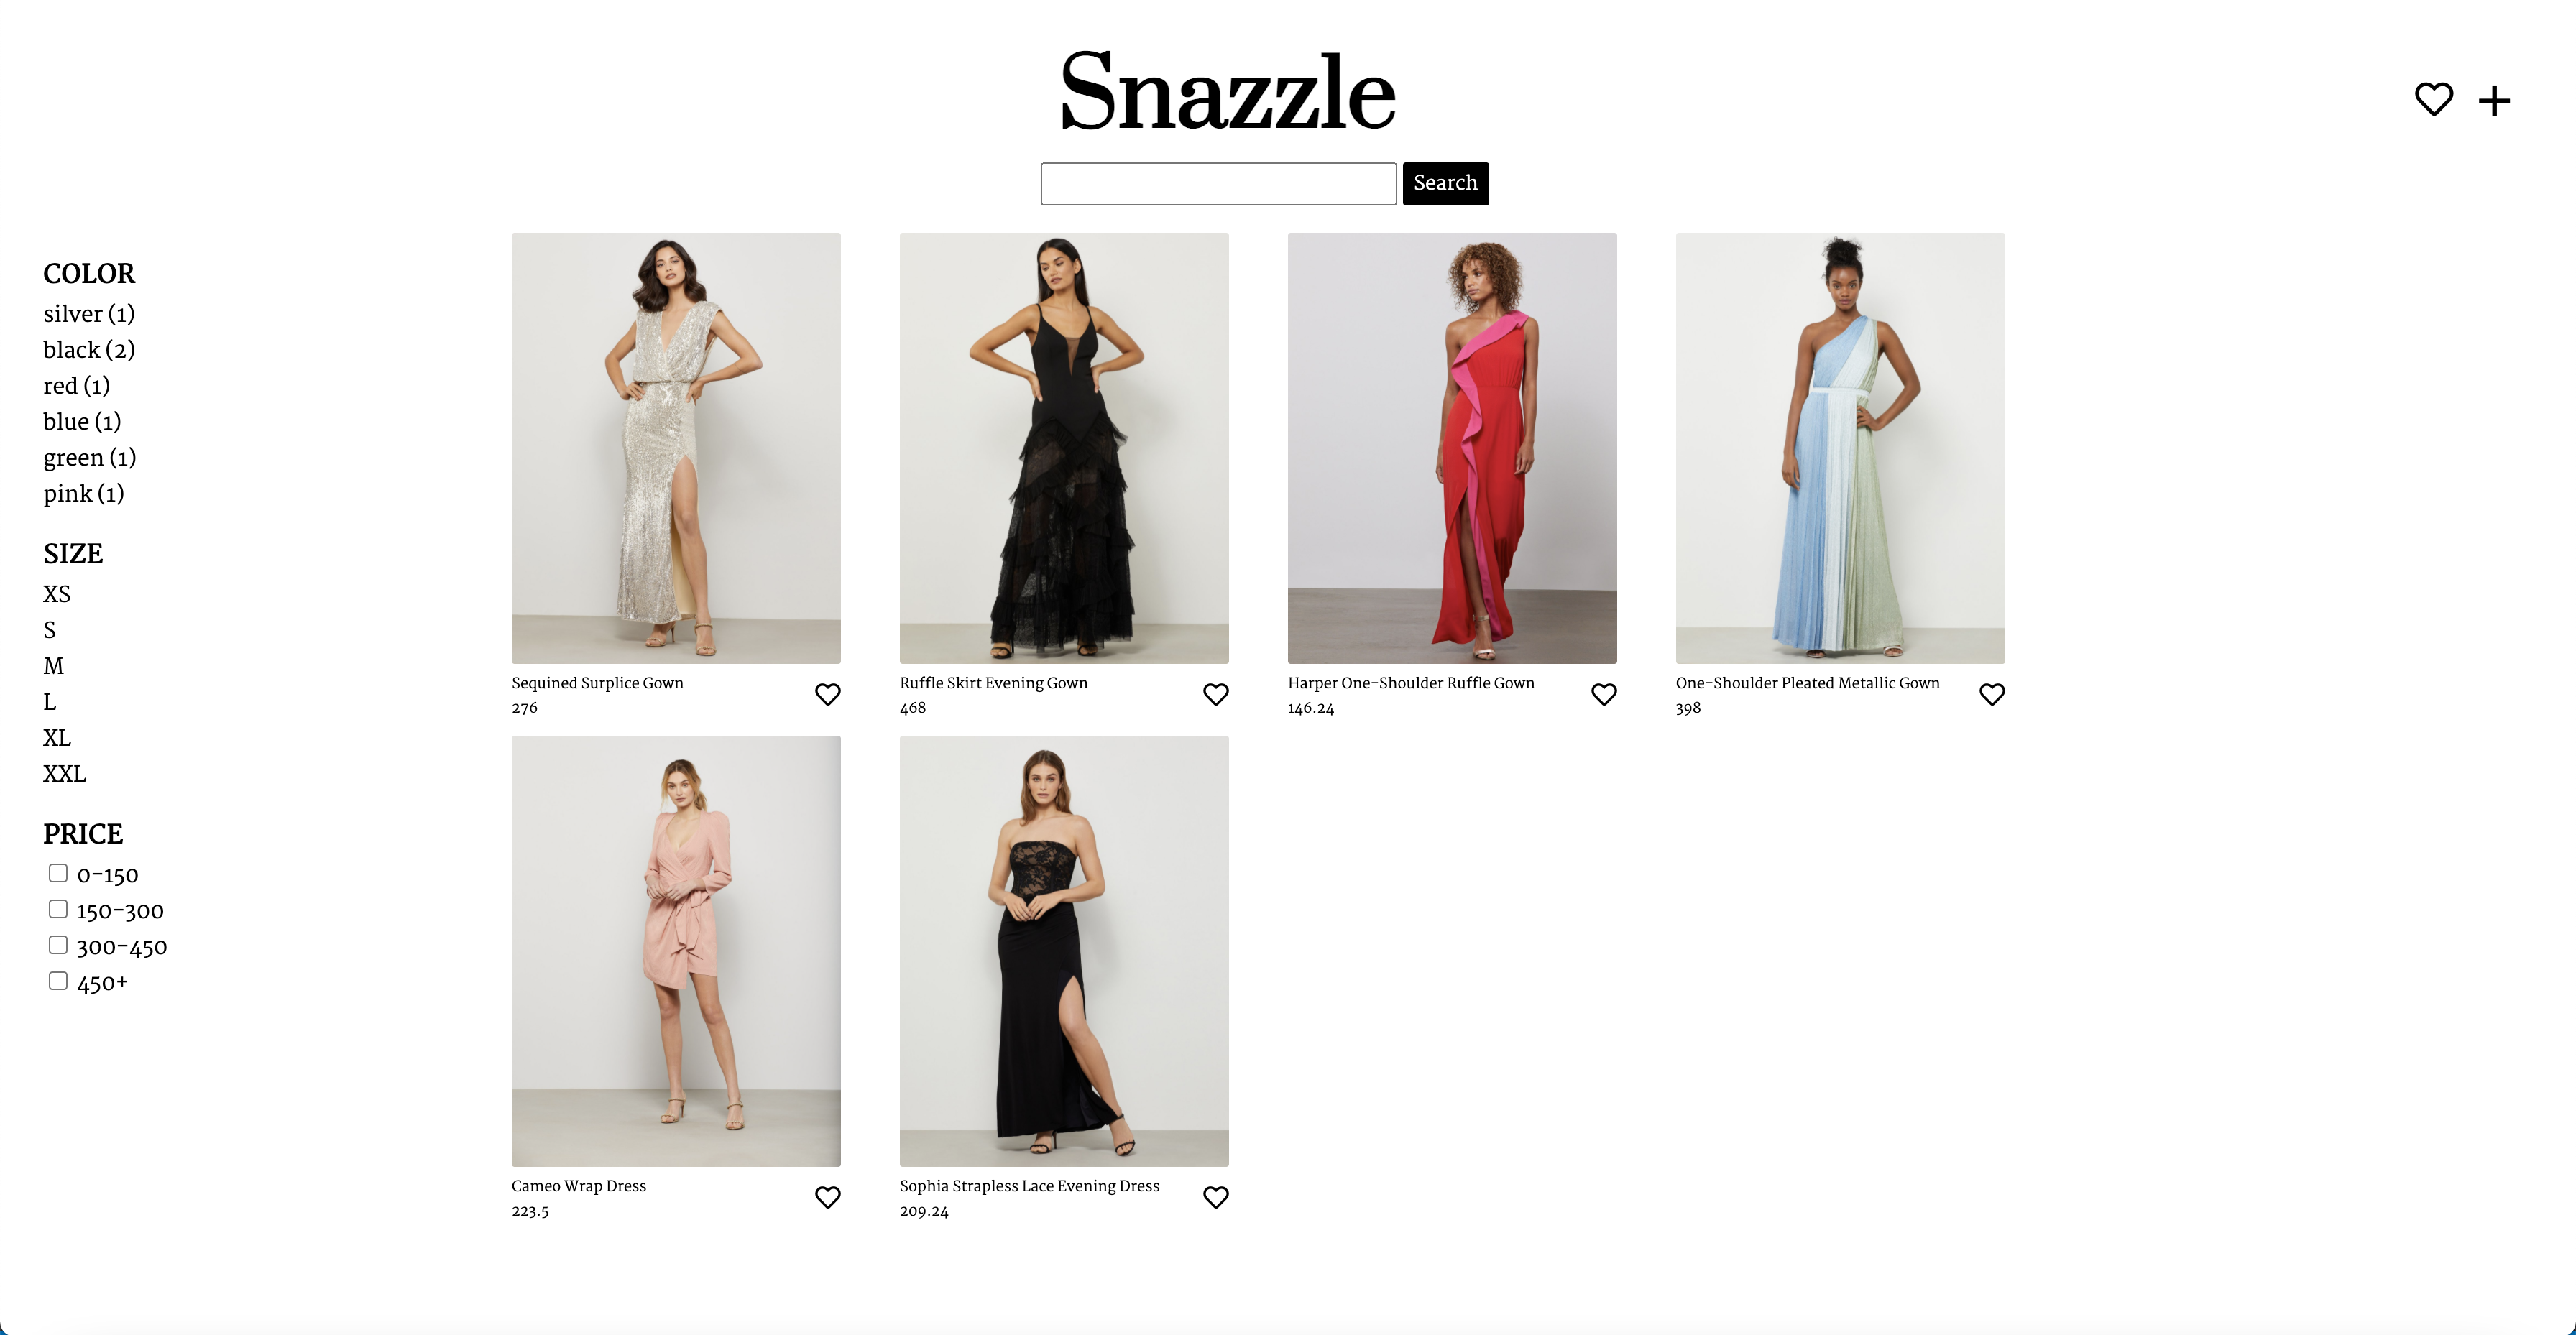 Snazzle
Search
COLOR
silver (1)
black (2)
red (1)
blue (1)
green (1)
pink (1)
SIZE
XS
S
M
L
XL
XXL
PRICE
0-150
150-300
300-450
450+
Sequined Surplice Gown
276
Ruffle Skirt Evening Gown
468
Harper One-Shoulder Ruffle Gown
146.24
One-Shoulder Pleated Metallic Gown
398
Cameo Wrap Dress
223.5
Sophia Strapless Lace Evening Dress
209.24